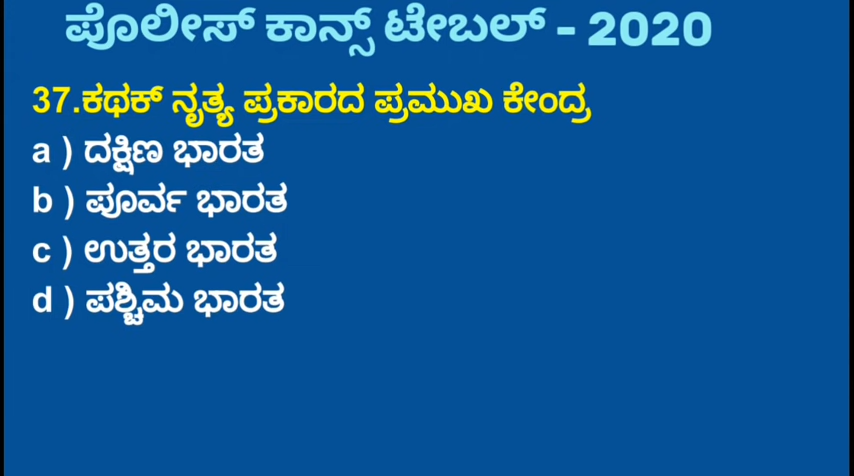 ಪೊಲೀಸ್ ಕಾನ್ಸ್ ಟೇಬಲ್ - 2020
37.ಕಥಕ್ ನೃತ್ಯ ಪ್ರಕಾರದ ಪ್ರಮುಖ ಕೇಂದ್ರ
a ) ದಕ್ಷಿಣ ಭಾರತ
b ) ಪೂರ್ವ ಭಾರತ
c ) ಉತ್ತರ ಭಾರತ
d ) ಪಶ್ಚಿಮ ಭಾರತ